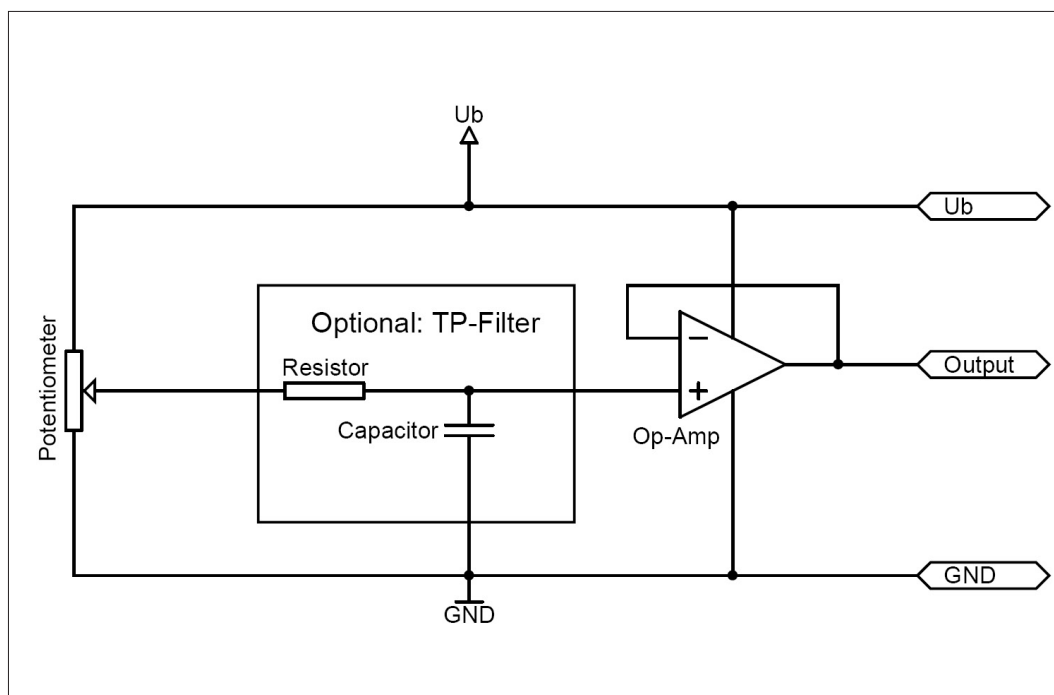 Ub
Ub
Optional: TP-Filter
Resistor
Potentiometer
Capacitor
Op-Amp
Output
GND
GND